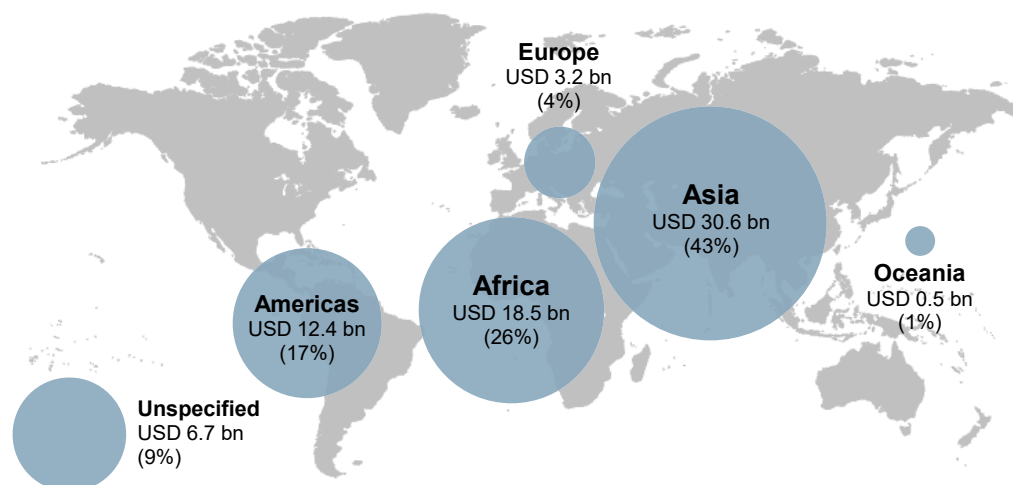 Europe
USD 3.2 bn
(4%)
Asia
USD 30.6 bn
(43%)
Oceania
USD 0.5 bn
(1%)
Africa
USD 18.5 bn
(26%)
Americas
USD 12.4 bn
(17%)
Unspecified
USD 6.7 bn
(9%)